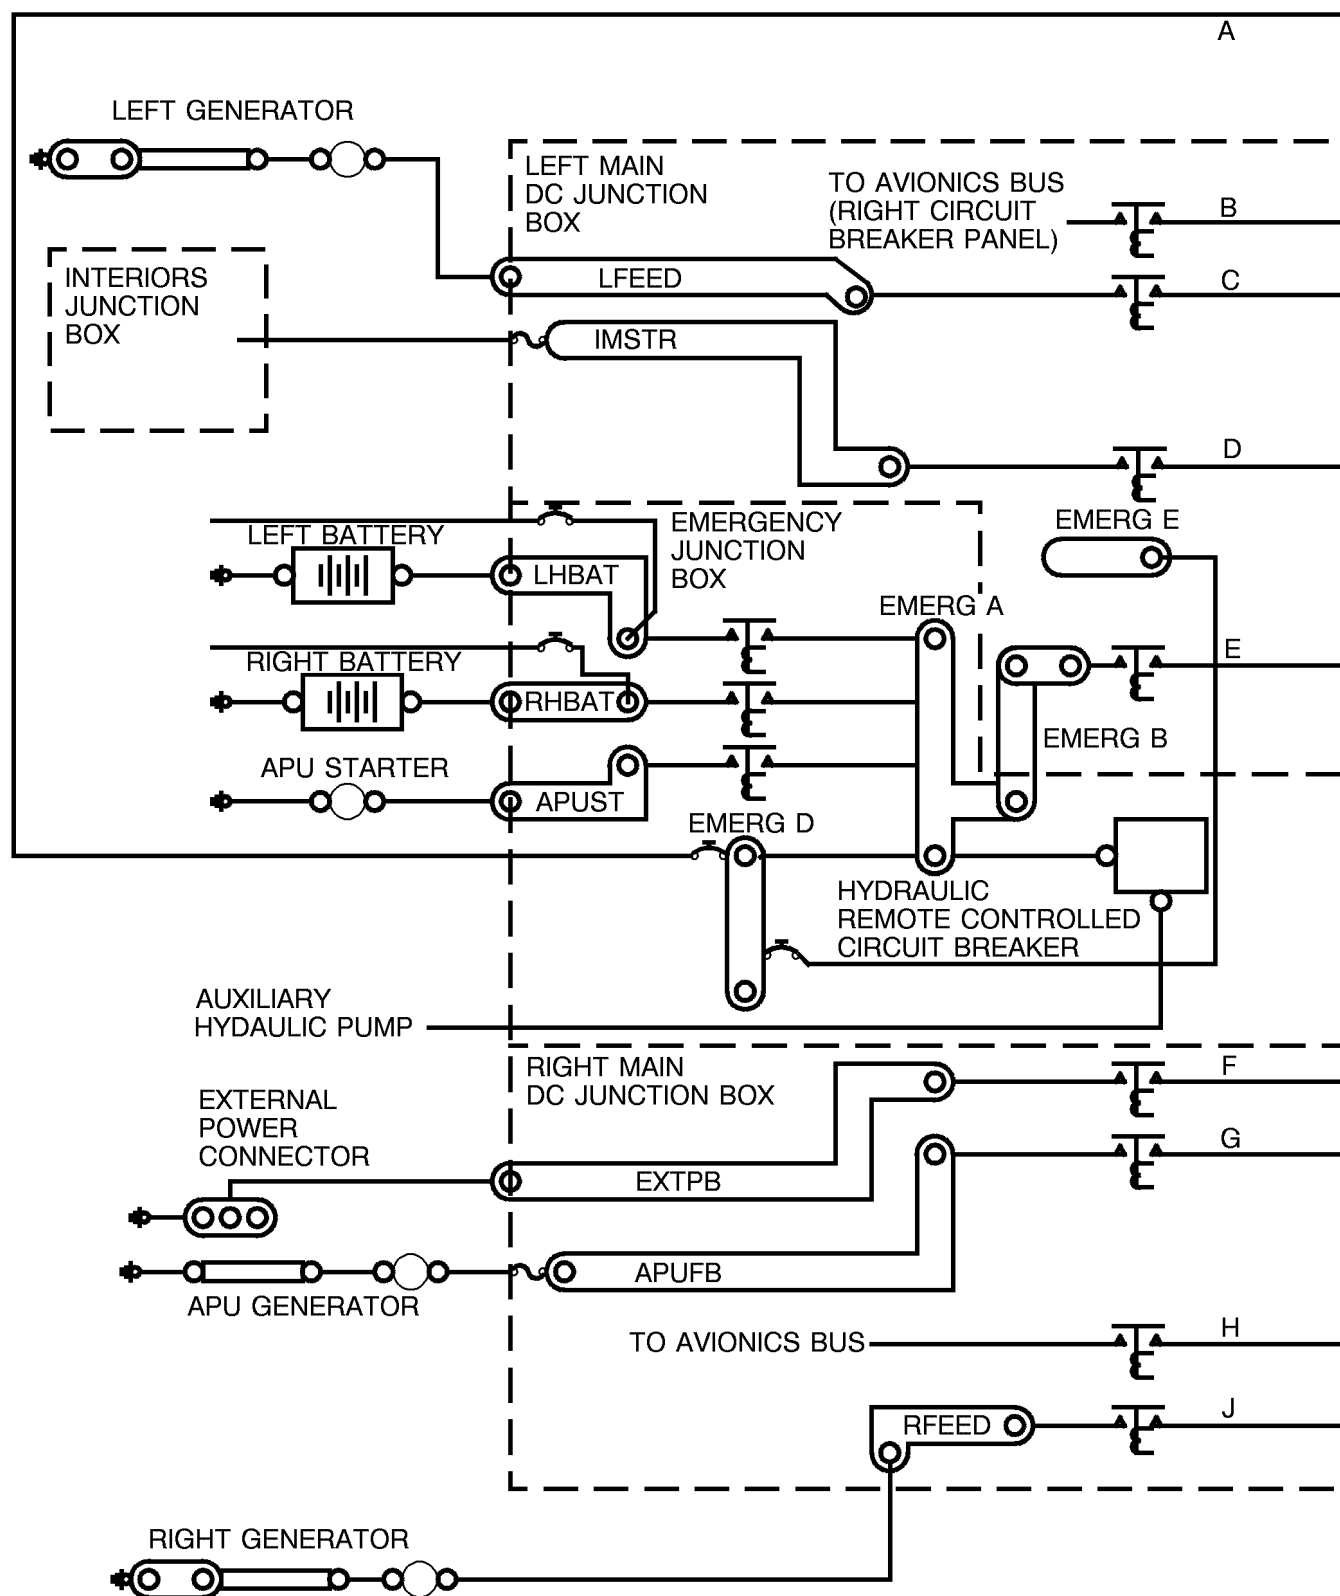 A
LEFT GENERATOR
LEFT MAIN
DC JUNCTION
BOX
TO AVIONICS BUS
(RIGHT CIRCUIT
BREAKER PANEL)
B
INTERIORS
JUNCTION
BOX
LFEED
C
IMSTR
D
LEFT BATTERY
EMERGENCY
JUNCTION
BOX
EMERG E
LHBAT
EMERG A
RIGHT BATTERY
E
RHBAT
EMERG B
APU STARTER
APUST
EMERG D
HYDRAULIC
REMOTE CONTROLLED
CIRCUIT BREAKER
AUXILIARY
HYDAULIC PUMP
RIGHT MAIN
DC JUNCTION BOX
F
EXTERNAL
POWER
CONNECTOR
G
EXTPB
APUFB
APU GENERATOR
TO AVIONICS BUS
H
RFEED
J
RIGHT GENERATOR